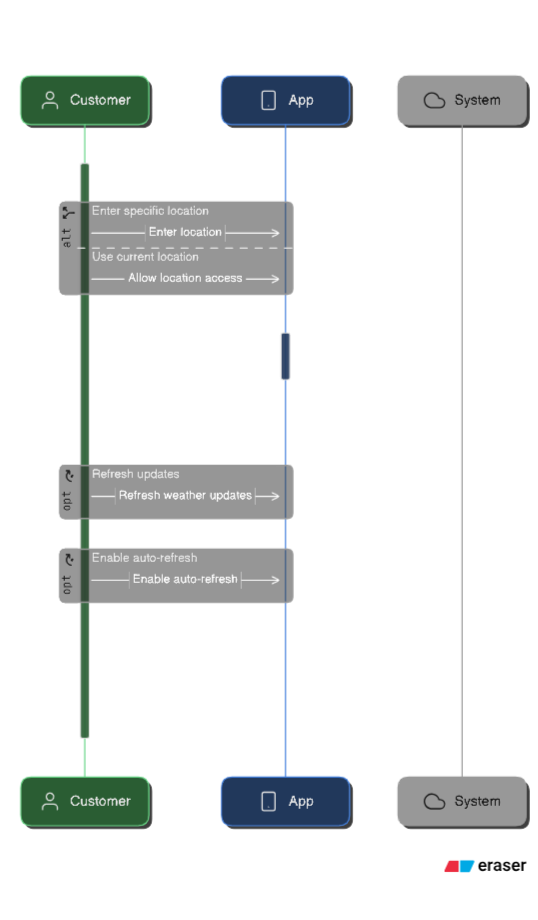 Customer
App
System
alt
Enter specific location
Enter location
Use current location
Allow location access
opt
Refresh updates
Refresh weather updates
opt
Enable auto-refresh
Enable auto-refresh
Customer
App
System
eraser